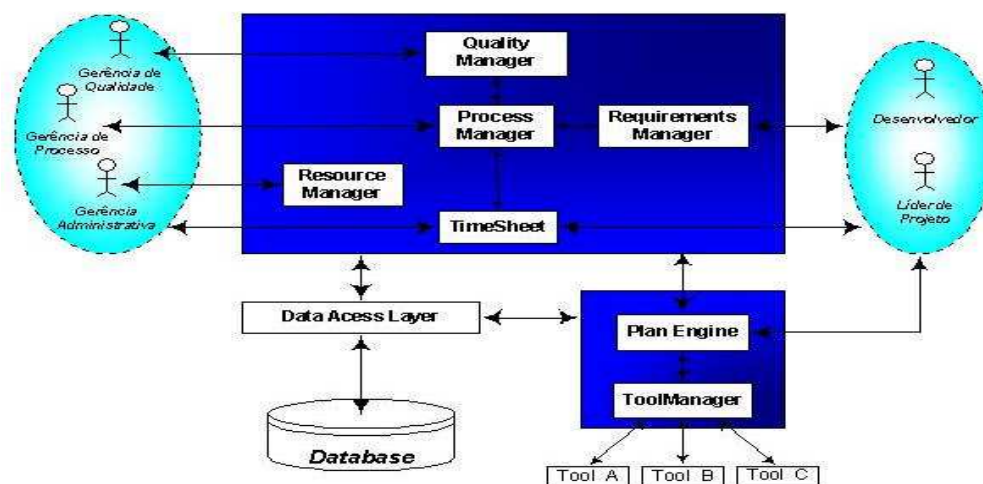 Gerência de
Qualidade
Gerência de
Processo
Gerência
Administrativa
Quality
Manager
Process
Manager
Requirements
Manager
Resource
Manager
TimeSheet
Desenvolvedor
Líder de
Projeto
Data Acess Layer
Plan Engine
ToolManager
Database
Tool A
Tool B
Tool C